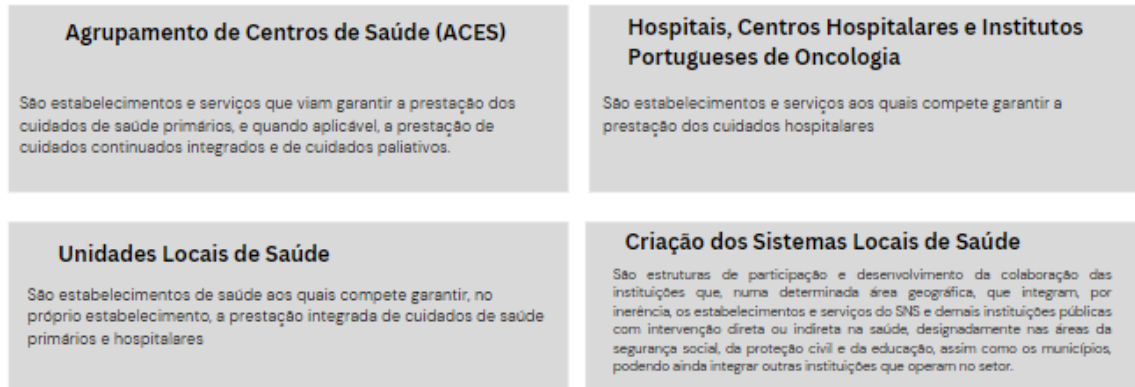 Agrupamento de Centros de Saúde (ACES)
São estabelecimentos e serviços que viam garantir a prestação dos
cuidados de saúde primários, e quando aplicável, a prestação de
cuidados continuados integrados e de cuidados paliativos.
Hospitais, Centros Hospitalares e Institutos
Portugueses de Oncologia
São estabelecimentos e serviços aos quais compete garantir a
prestação dos cuidados hospitalares
Unidades Locais de Saúde
São estabelecimentos de saúde aos quais compete garantir, no
próprio estabelecimento, a prestação integrada de cuidados de saúde
primários e hospitalares
Criação dos Sistemas Locais de Saúde
São estruturas de participação e desenvolvimento da colaboração das
instituições que, numa determinada área geográfica, que integram, por
inerência, os estabelecimentos e serviços do SNS e demais instituições públicas
com intervenção direta ou indireta na saúde, designadamente nas áreas da
segurança social, da proteção civil e da educação, assim como os municípios,
podendo ainda integrar outras instituições que operam no setor.